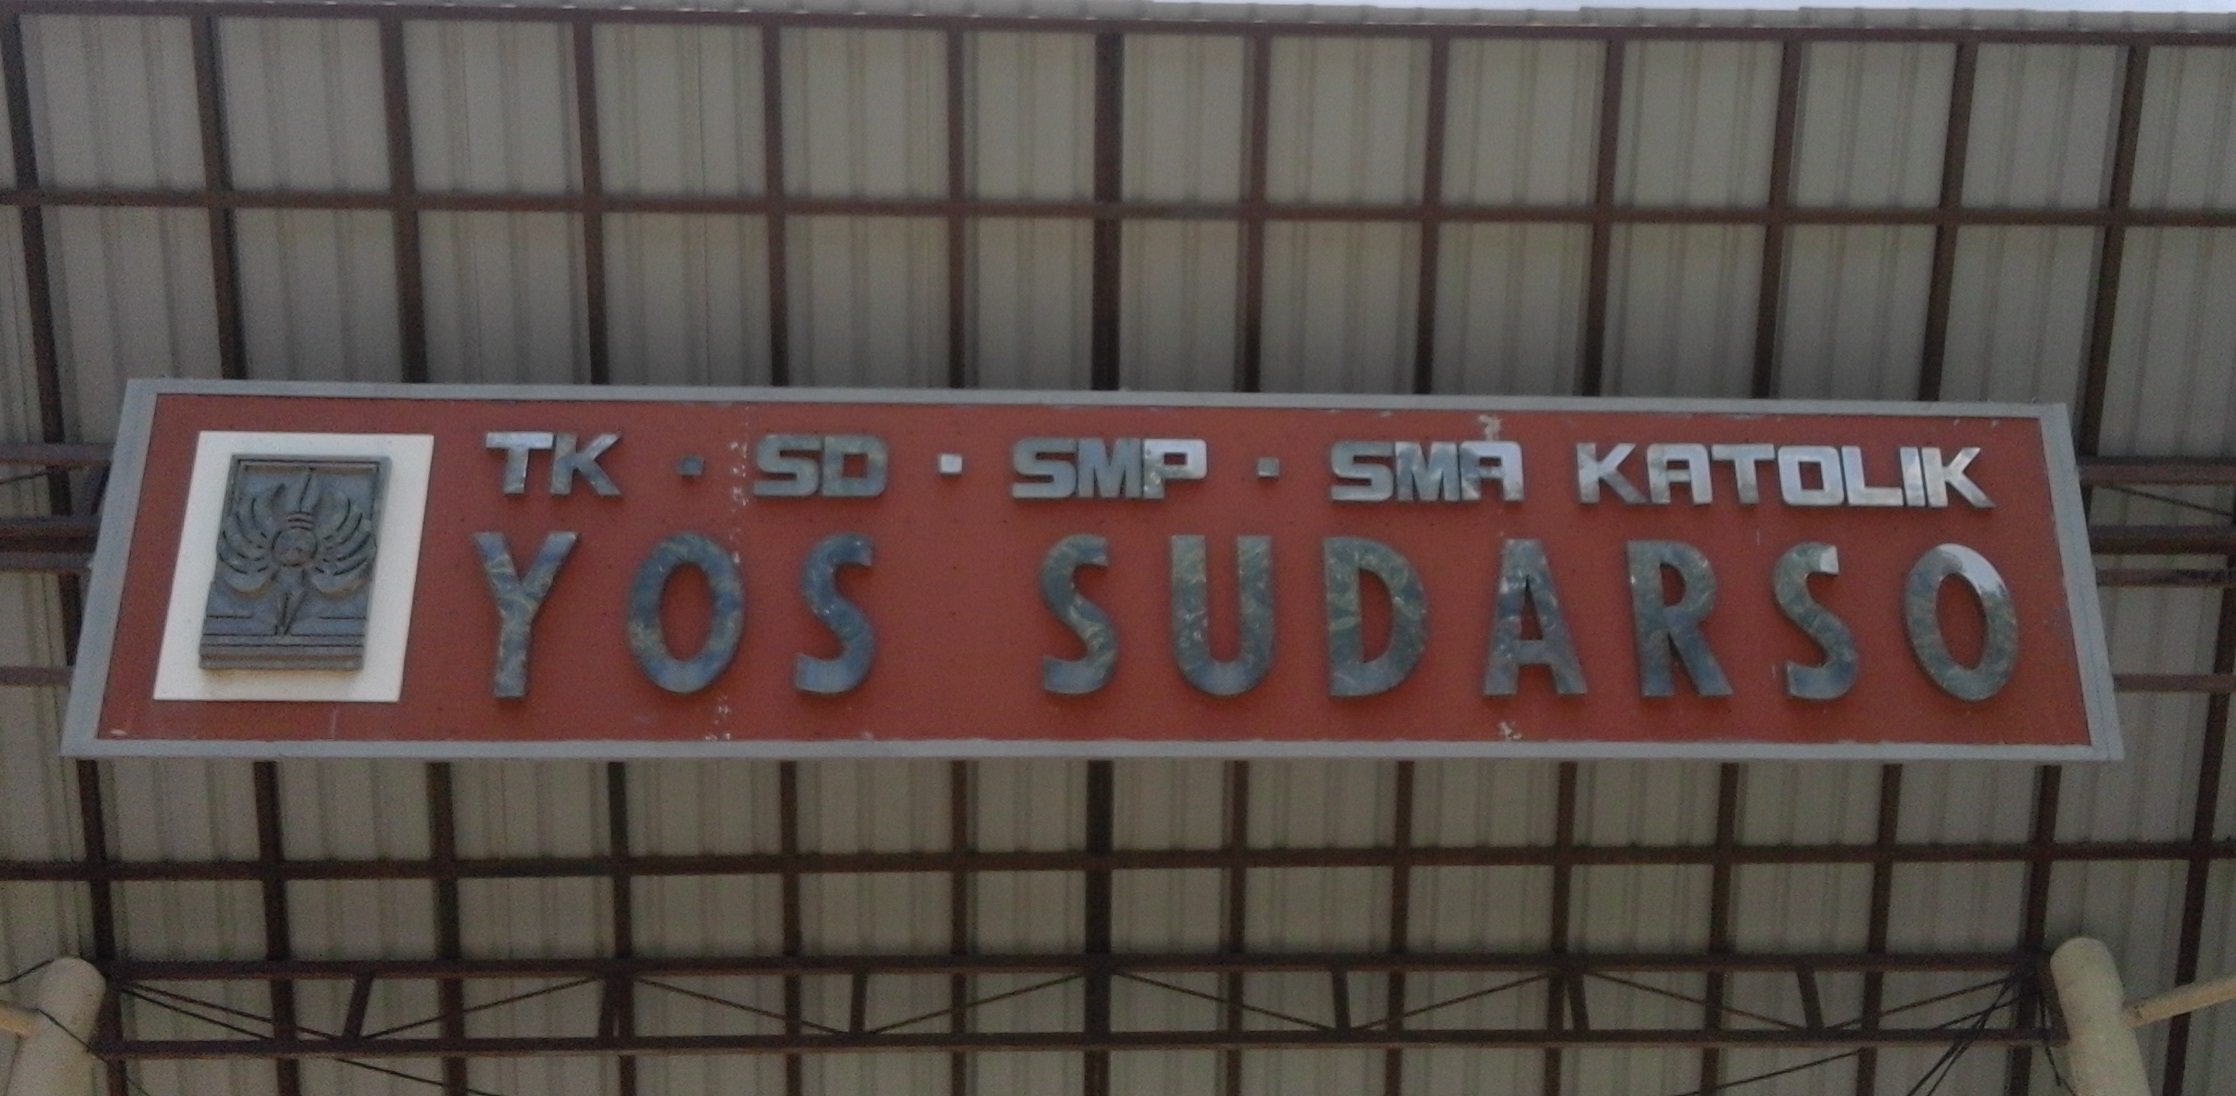 TK · SD · SMP · SMA KATOLIK
YOS SUDARSO